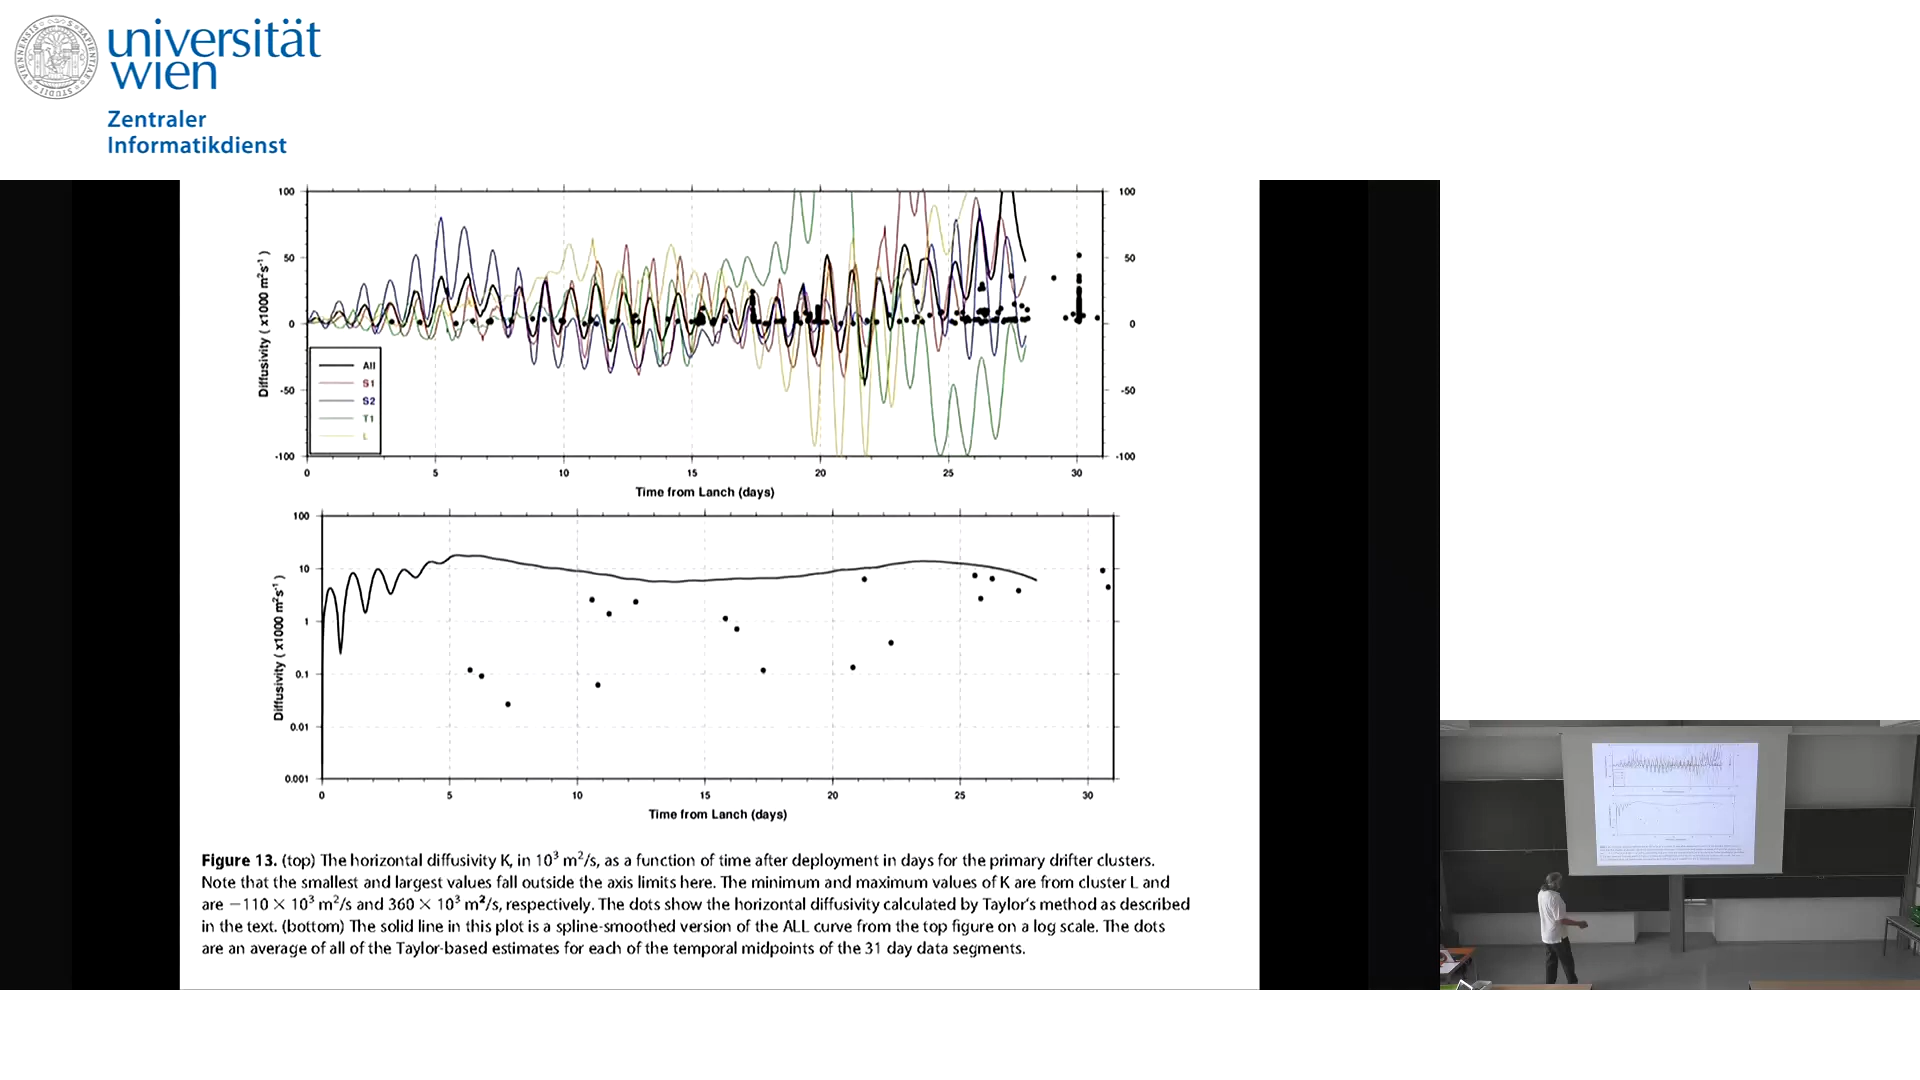 universität
wien
Zentraler
Informatikdienst
100
50
0
-50
-100
Diffusivity ( x1000 m²s⁻¹ )
All
S1
S2
T1
L
100
50
0
-50
-100
0 5 10 15 20 25 30
Time from Lanch (days)
100
10
1
0.1
0.01
0.001
Diffusivity ( x1000 m²s⁻¹ )
0 5 10 15 20 25 30
Time from Lanch (days)
Figure 13. (top) The horizontal diffusivity K, in 10³ m²/s, as a function of time after deployment in days for the primary drifter clusters.
Note that the smallest and largest values fall outside the axis limits here. The minimum and maximum values of K are from cluster L and
are −110 × 10³ m²/s and 360 × 10³ m²/s, respectively. The dots show the horizontal diffusivity calculated by Taylor's method as described
in the text. (bottom) The solid line in this plot is a spline-smoothed version of the ALL curve from the top figure on a log scale. The dots
are an average of all of the Taylor-based estimates for each of the temporal midpoints of the 31 day data segments.